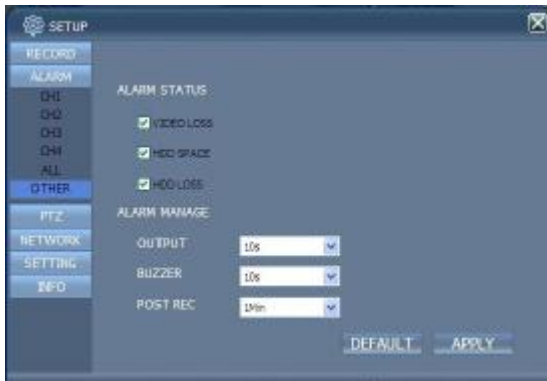 SETUP
RECORD
ALARM
CH1
CH2
CH3
CH4
ALL
OTHER
PTZ
NETWORK
SETTING
INFO
ALARM STATUS
VIDEO LOSS
HDD SPACE
HDD LOSS
ALARM MANAGE
OUTPUT 10s
BUZZER 10s
POST REC 1Min
DEFAULT APPLY